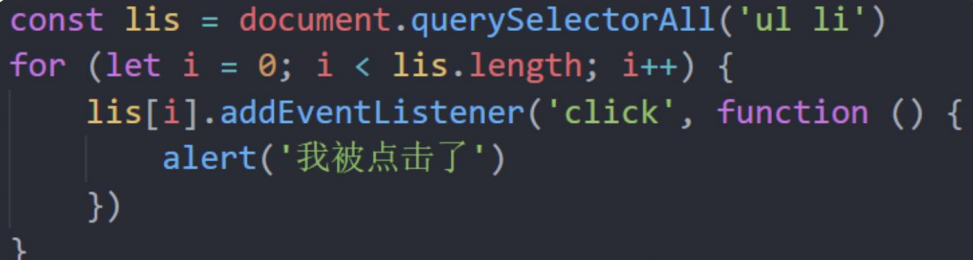 const lis = document.querySelectorAll('ul li')
for (let i = 0; i < lis.length; i++) {
    lis[i].addEventListener('click', function () {
        alert('我被点击了')
    })
}